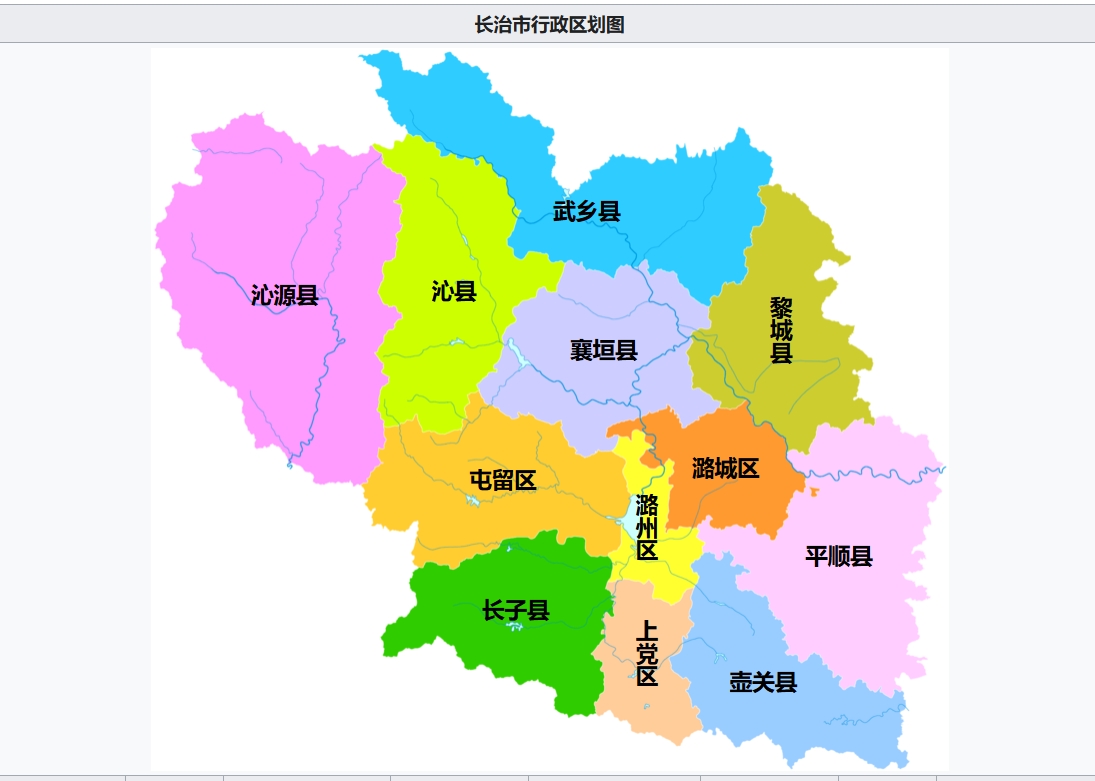 长治市行政区划图
武乡县
沁源县
沁县
黎城县
襄垣县
潞城区
屯留区
潞州区
平顺县
长子县
上党区
壶关县